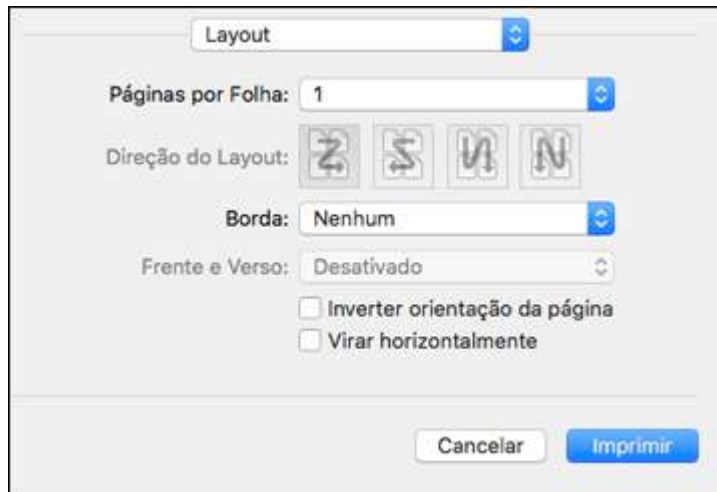 Layout
Páginas por Folha: 1
Direção do Layout:
Borda: Nenhum
Frente e Verso: Desativado
Inverter orientação da página
Virar horizontalmente
Cancelar Imprimir